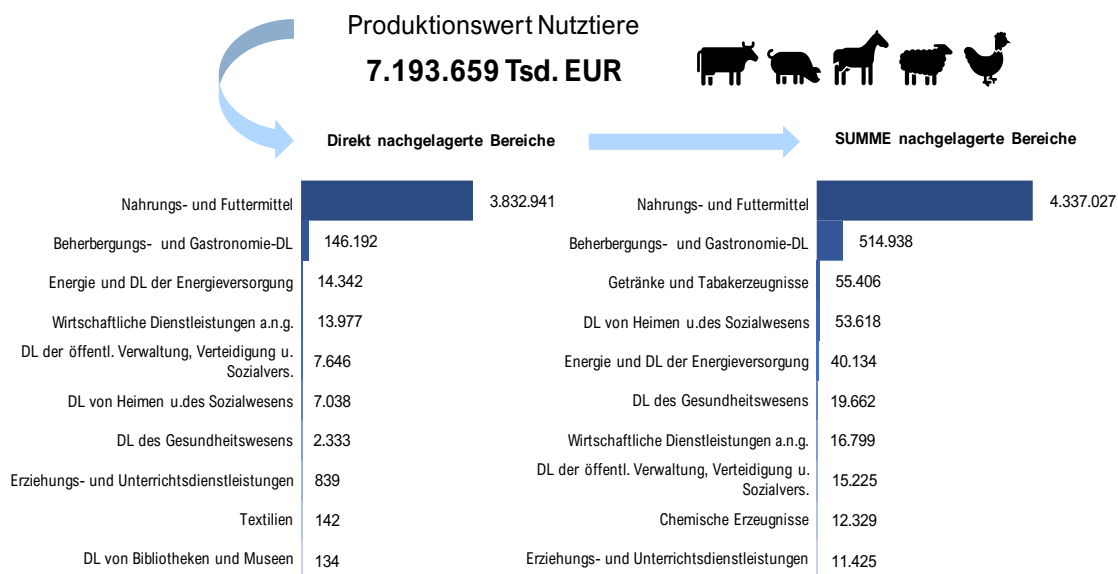 Produktionswert Nutztiere
7.193.659 Tsd. EUR
Direkt nachgelagerte Bereiche
Nahrungs- und Futtermittel 3.832.941
Beherbergungs- und Gastronomie-DL 146.192
Energie und DL der Energieversorgung 14.342
Wirtschaftliche Dienstleistungen a.n.g. 13.977
DL der öffentl. Verwaltung, Verteidigung u.
Sozialvers. 7.646
DL von Heimen u.des Sozialwesens 7.038
DL des Gesundheitswesens 2.333
Erziehungs- und Unterrichtsdienstleistungen 839
Textilien 142
DL von Bibliotheken und Museen 134
SUMME nachgelagerte Bereiche
Nahrungs- und Futtermittel 4.337.027
Beherbergungs- und Gastronomie-DL 514.938
Getränke und Tabakerzeugnisse 55.406
DL von Heimen u.des Sozialwesens 53.618
Energie und DL der Energieversorgung 40.134
DL des Gesundheitswesens 19.662
Wirtschaftliche Dienstleistungen a.n.g. 16.799
DL der öffentl. Verwaltung, Verteidigung u.
Sozialvers. 15.225
Chemische Erzeugnisse 12.329
Erziehungs- und Unterrichtsdienstleistungen 11.425